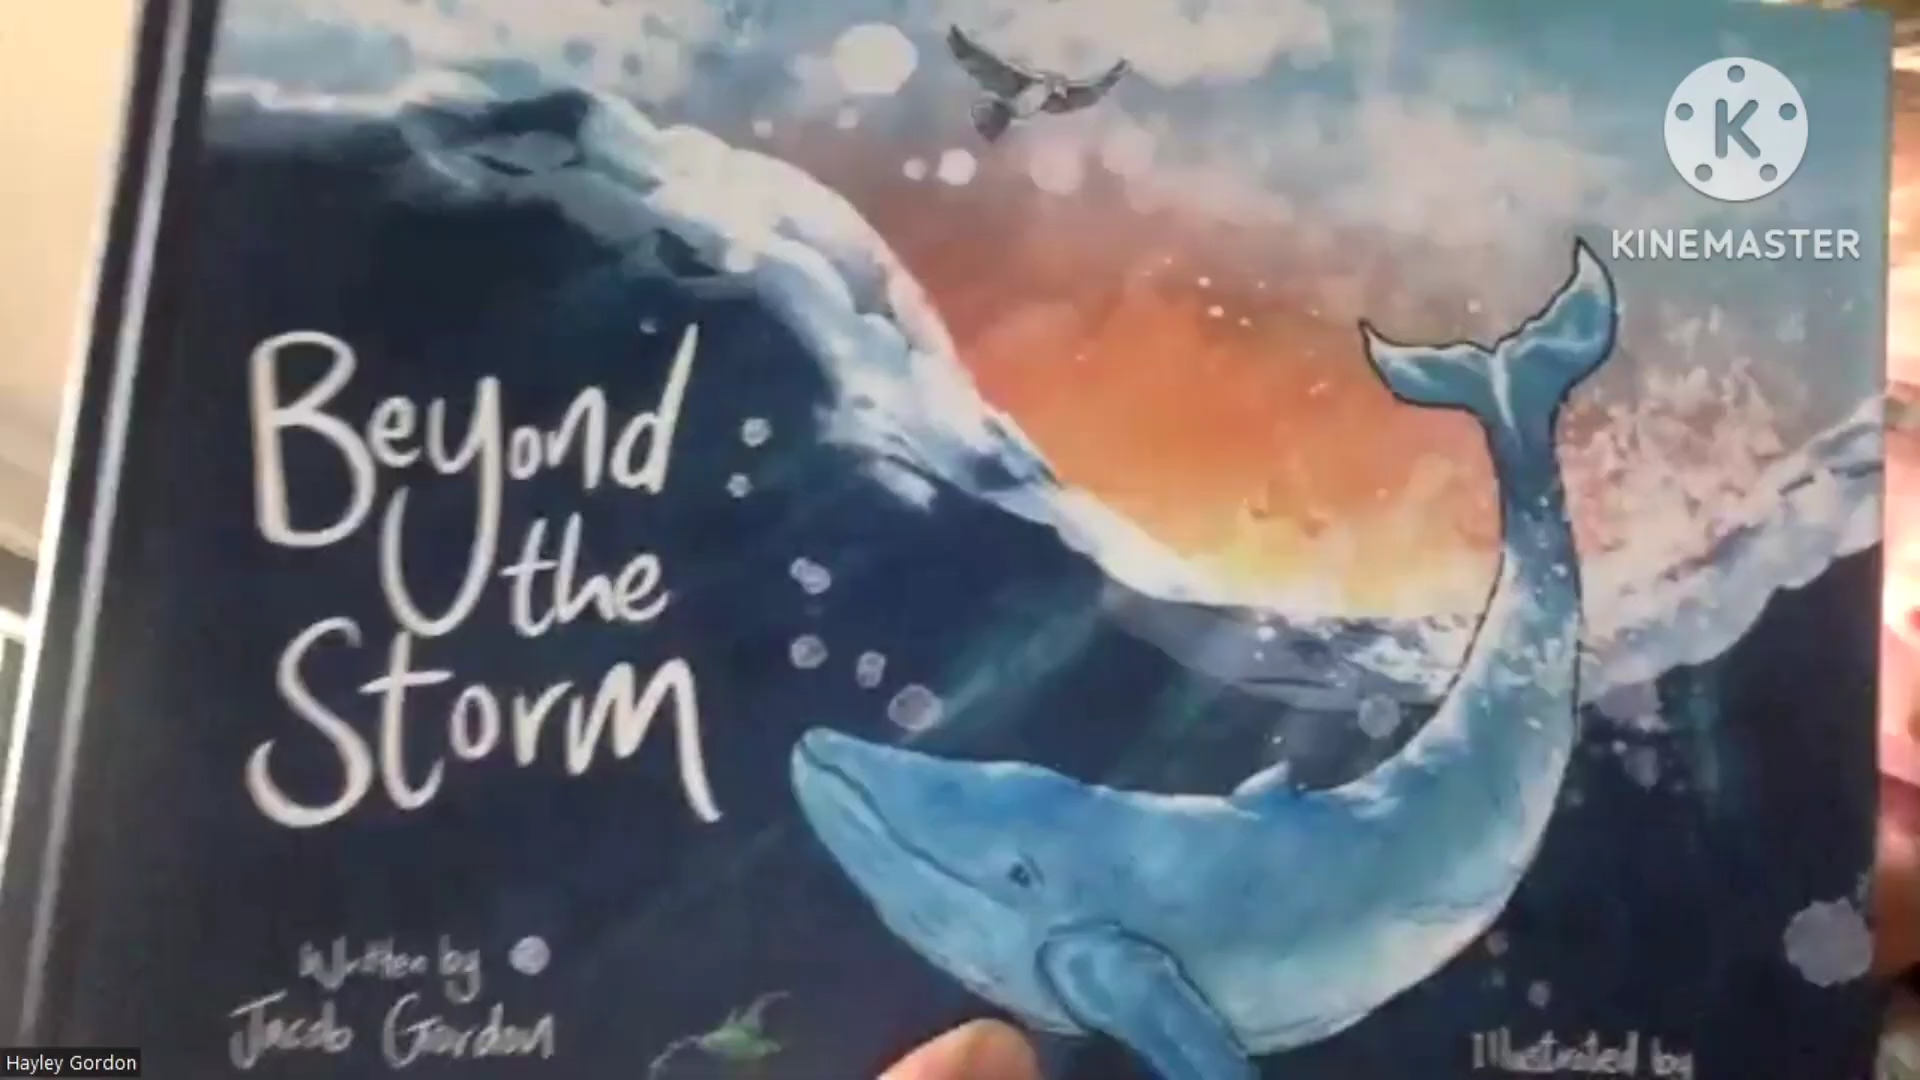 K
KINEMASTER
Beyond
the
Storm
Written by
Jacob Gordon
Illustrated by
Hayley Gordon